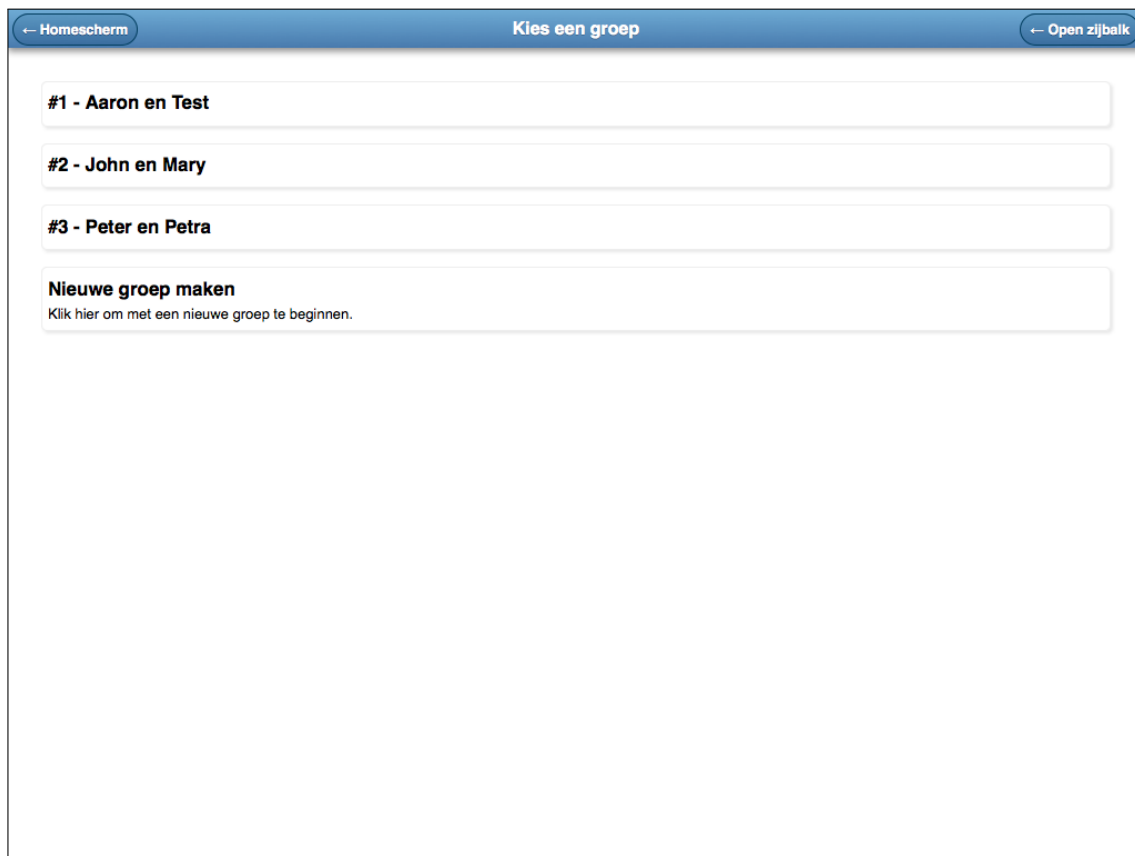 ← Homescherm
Kies een groep
← Open zijbalk
#1 - Aaron en Test
#2 - John en Mary
#3 - Peter en Petra
Nieuwe groep maken
Klik hier om met een nieuwe groep te beginnen.